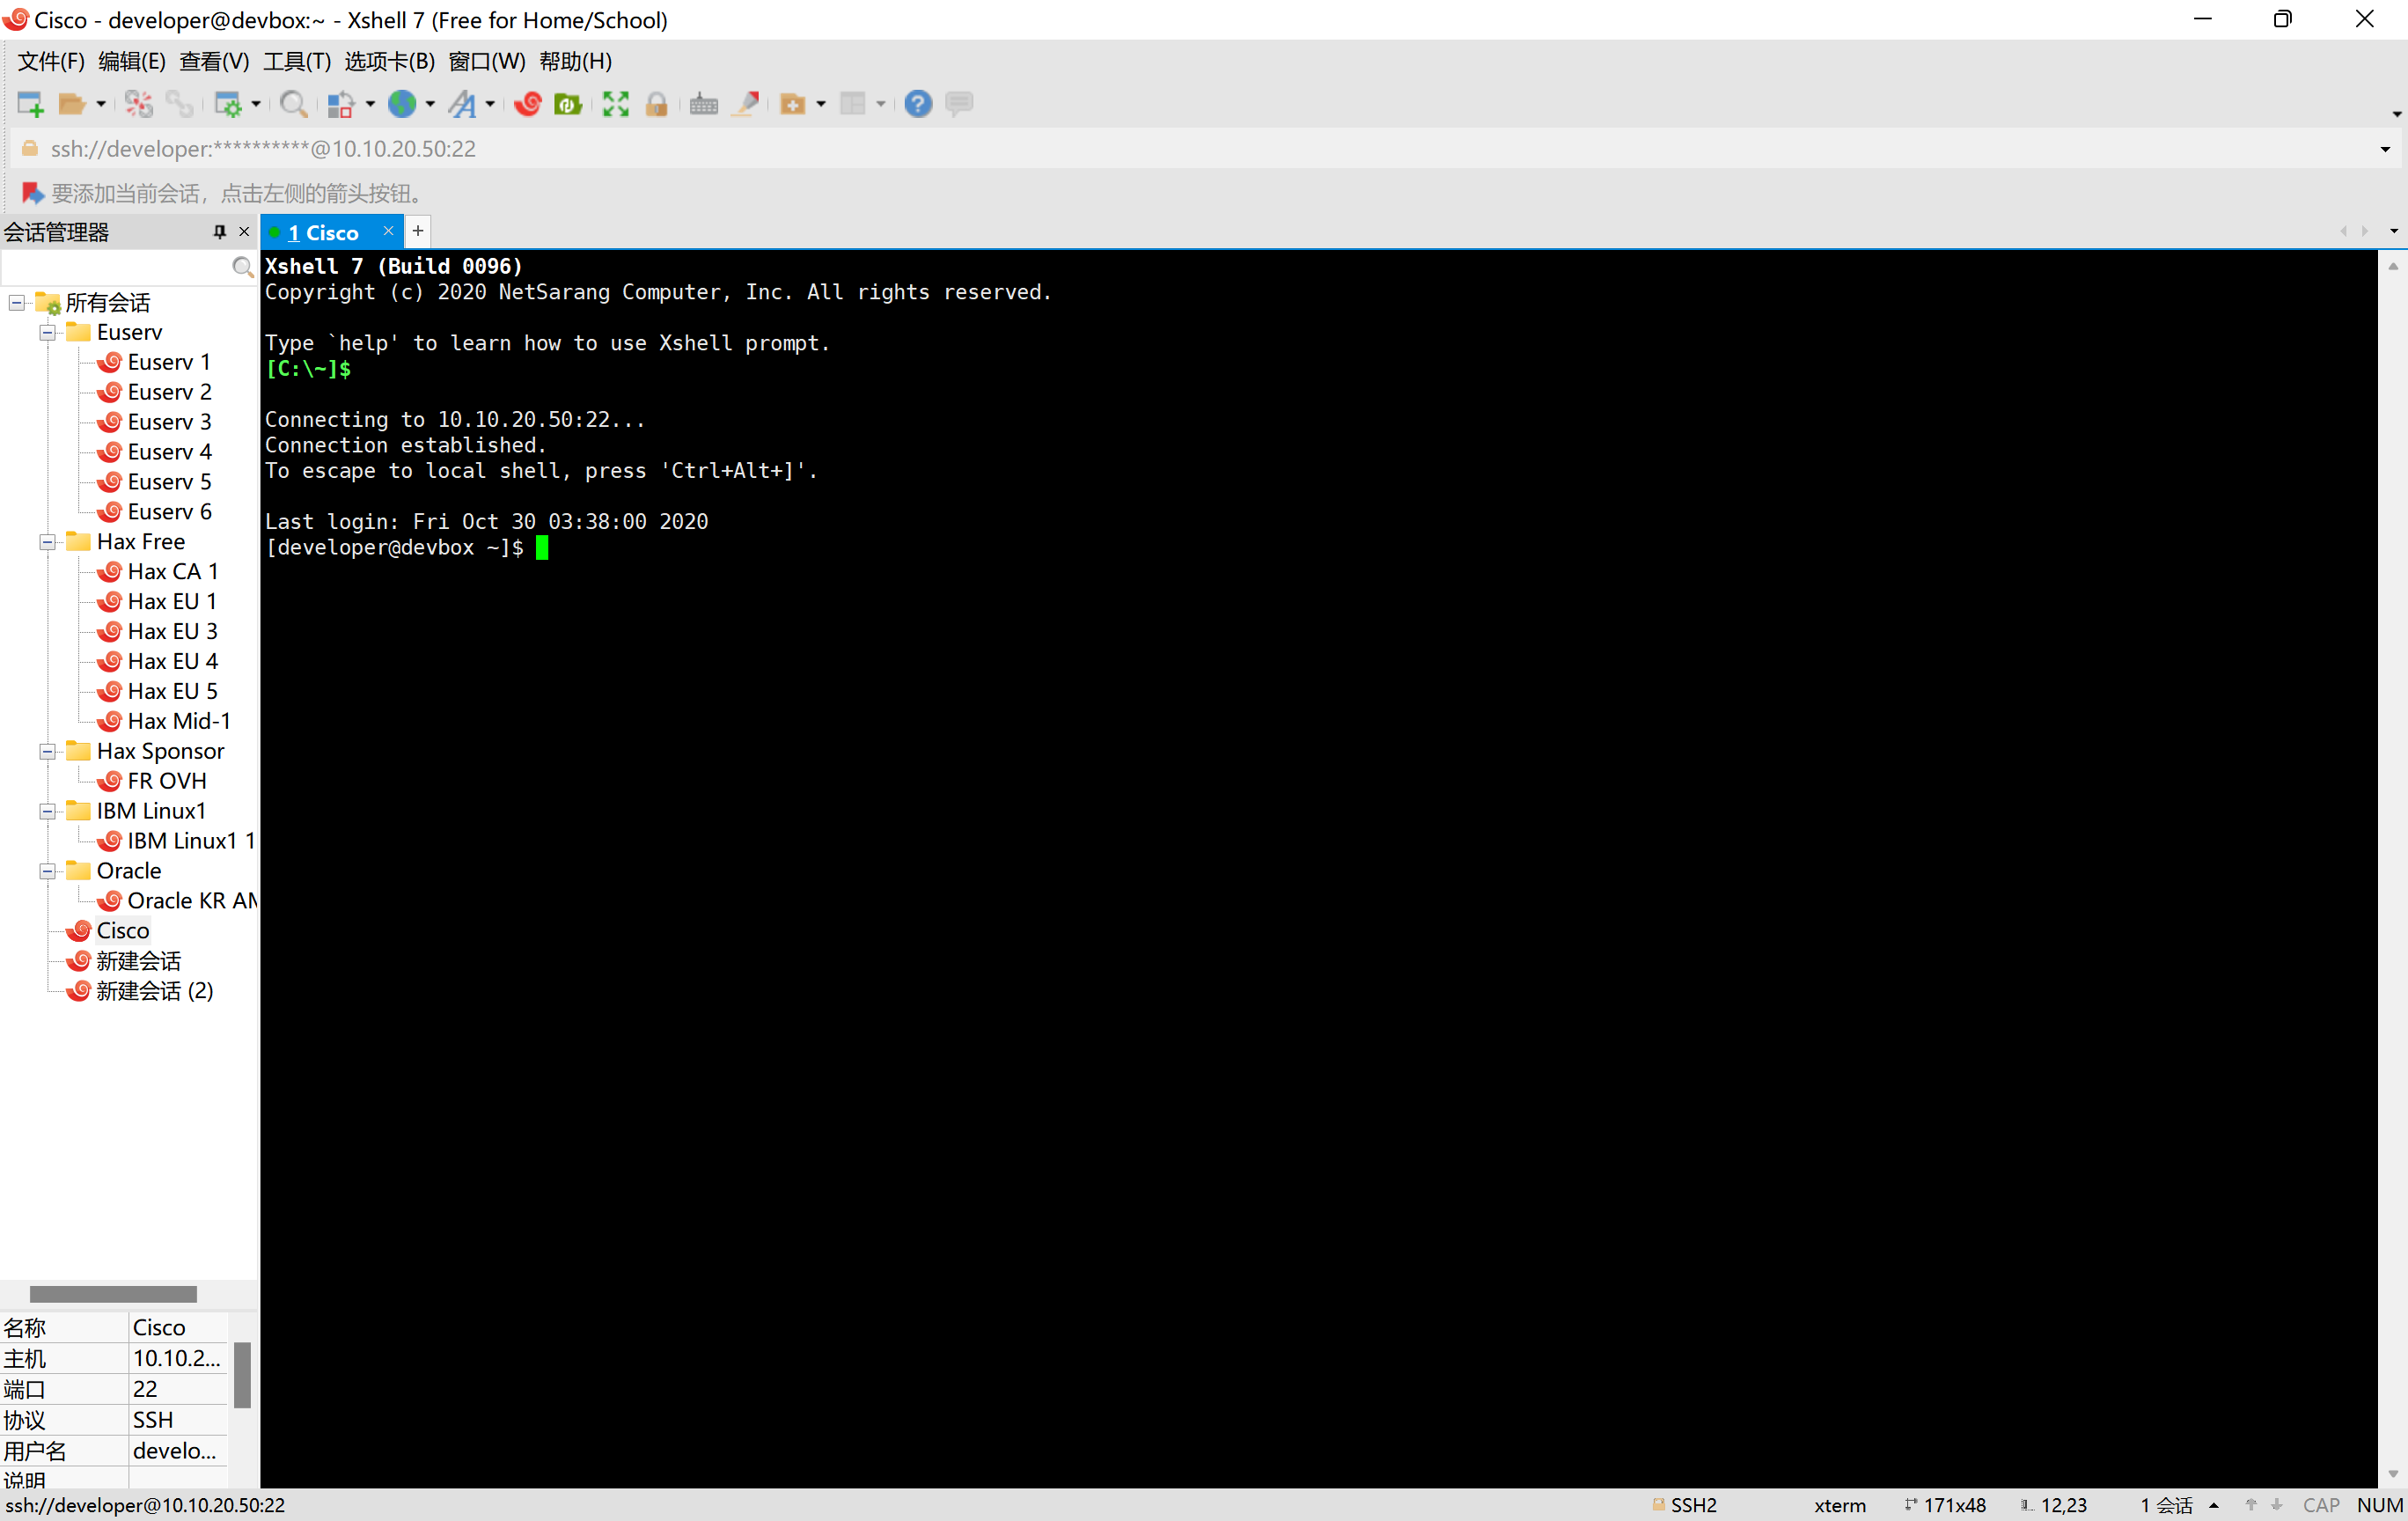 Cisco - developer@devbox:~ - Xshell 7 (Free for Home/School)
文件(F) 编辑(E) 查看(V) 工具(T) 选项卡(B) 窗口(W) 帮助(H)
ssh://developer:**********@10.10.20.50:22
要添加当前会话，点击左侧的箭头按钮。
会话管理器
1 Cisco
所有会话
Euserv
Euserv 1
Euserv 2
Euserv 3
Euserv 4
Euserv 5
Euserv 6
Hax Free
Hax CA 1
Hax EU 1
Hax EU 3
Hax EU 4
Hax EU 5
Hax Mid-1
Hax Sponsor
FR OVH
IBM Linux1
IBM Linux1 1
Oracle
Oracle KR AM
Cisco
新建会话
新建会话 (2)
名称 Cisco
主机 10.10.2...
端口 22
协议 SSH
用户名 develo...
说明
Xshell 7 (Build 0096)
Copyright (c) 2020 NetSarang Computer, Inc. All rights reserved.
Type `help' to learn how to use Xshell prompt.
[C:\~]$
Connecting to 10.10.20.50:22...
Connection established.
To escape to local shell, press 'Ctrl+Alt+]'.
Last login: Fri Oct 30 03:38:00 2020
[developer@devbox ~]$
ssh://developer@10.10.20.50:22 SSH2 xterm 171x48 12,23 1 会话 CAP NUM